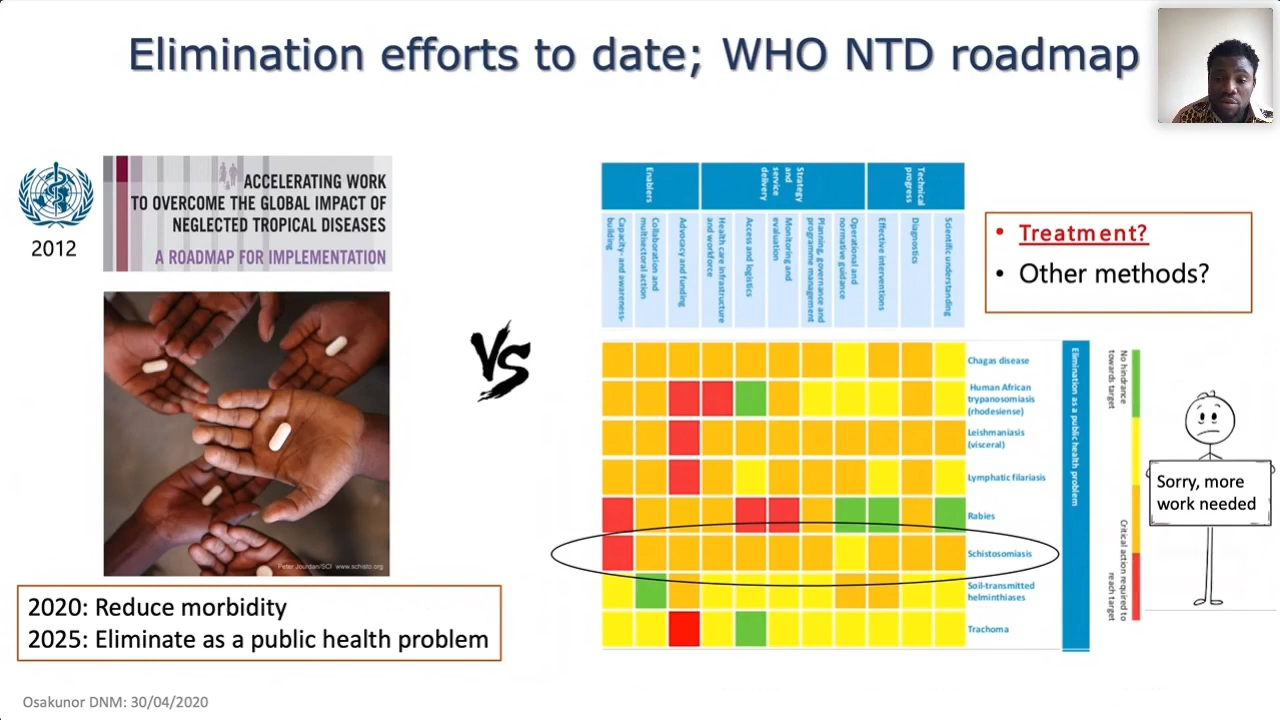 Elimination efforts to date; WHO NTD roadmap
2012
ACCELERATING WORK
TO OVERCOME THE GLOBAL IMPACT OF
NEGLECTED TROPICAL DISEASES
A ROADMAP FOR IMPLEMENTATION
Peter Jourdan/SCI www.schisto.org
2020: Reduce morbidity
2025: Eliminate as a public health problem
VS
Enablers
Strategy
and
service
delivery
Technical
progress
Capacity- and awareness-
building
Collaboration and
multisectoral action
Advocacy and funding
Health care infrastructure
and workforce
Access and logistics
Monitoring and
evaluation
Planning, governance and
programme management
Operational and
normative guidance
Effective interventions
Diagnostics
Scientific understanding
Chagas disease
Human African
trypanosomiasis
(rhodesiense)
Leishmaniasis
(visceral)
Lymphatic filariasis
Rabies
Schistosomiasis
Soil-transmitted
helminthiases
Trachoma
Elimination as a public health problem
No hindrance
towards target
Critical action required to
reach target
• Treatment?
• Other methods?
Sorry, more
work needed
Osakunor DNM: 30/04/2020